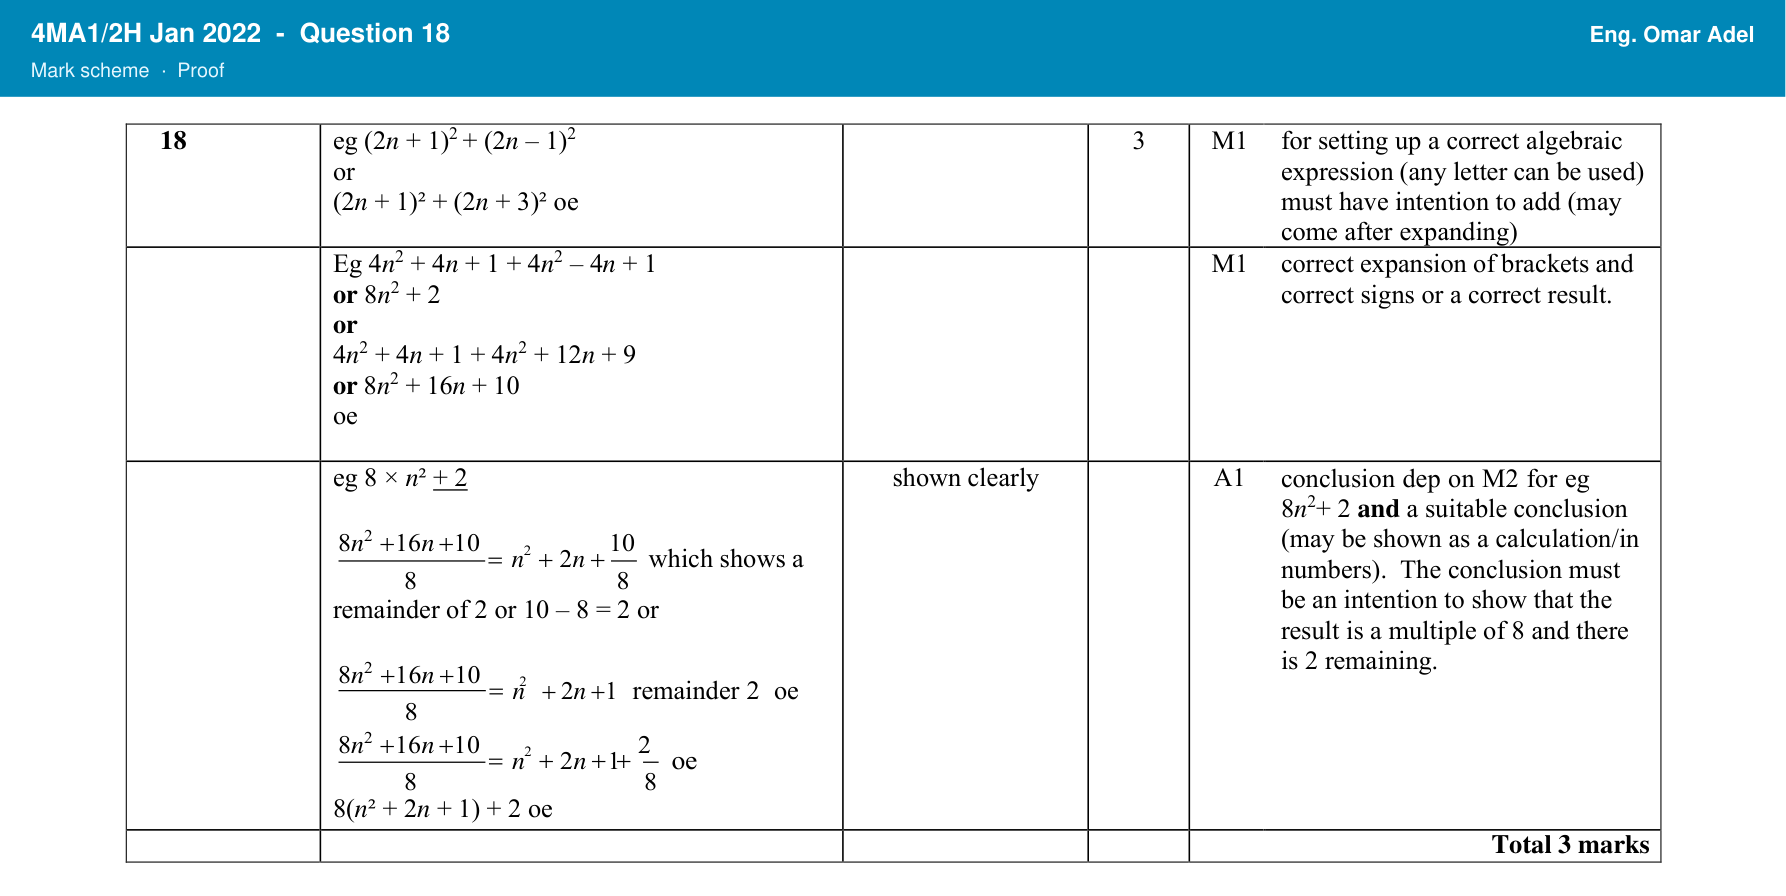 4MA1/2H Jan 2022 - Question 18
Eng. Omar Adel
Mark scheme · Proof
18
eg (2n + 1)² + (2n – 1)²
or
(2n + 1)² + (2n + 3)² oe
3
M1
for setting up a correct algebraic
expression (any letter can be used)
must have intention to add (may
come after expanding)
Eg 4n² + 4n + 1 + 4n² – 4n + 1
or 8n² + 2
or
4n² + 4n + 1 + 4n² + 12n + 9
or 8n² + 16n + 10
oe
M1
correct expansion of brackets and
correct signs or a correct result.
eg 8 × n² + 2
8n² +16n +10
8
= n² + 2n +
10
8
which shows a
remainder of 2 or 10 – 8 = 2 or
8n² +16n +10
8
= n² + 2n +1 remainder 2 oe
8n² +16n +10
8
= n² + 2n +1+
2
8
oe
8(n² + 2n + 1) + 2 oe
shown clearly
A1
conclusion dep on M2 for eg
8n²+ 2 and a suitable conclusion
(may be shown as a calculation/in
numbers). The conclusion must
be an intention to show that the
result is a multiple of 8 and there
is 2 remaining.
Total 3 marks